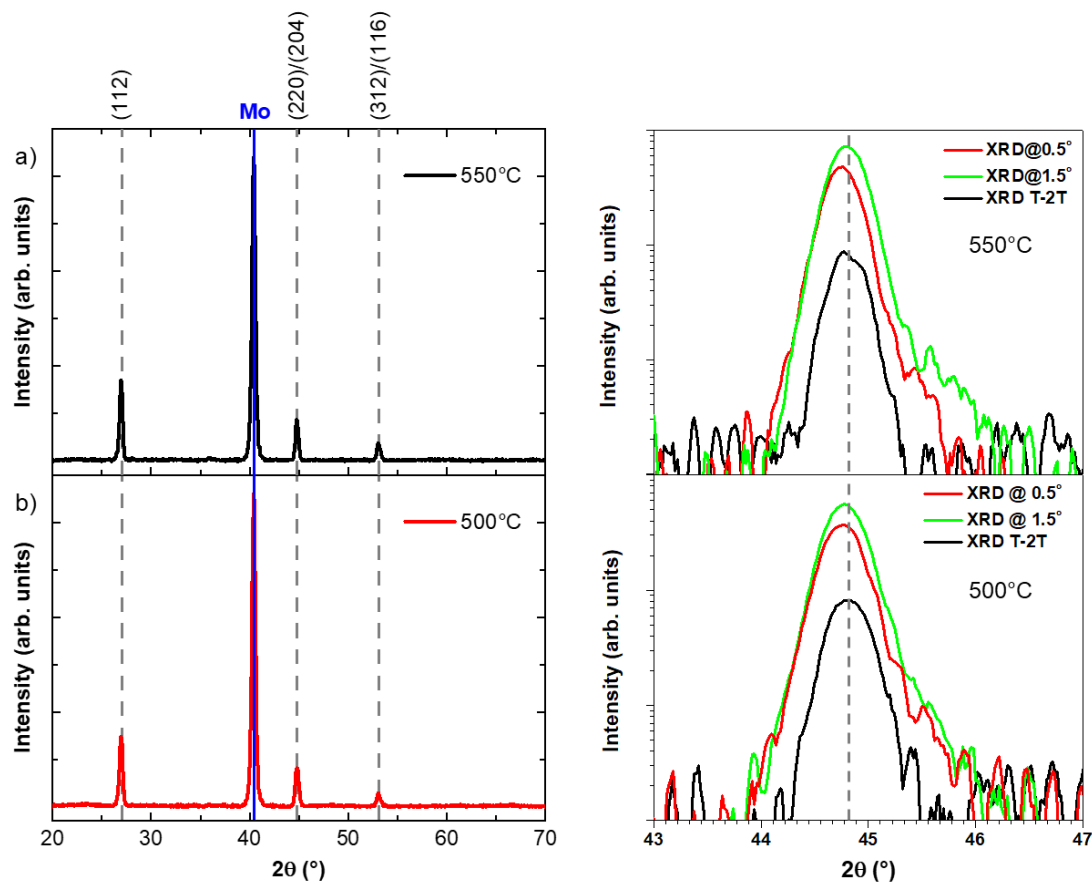 (112)
Mo
(220)/(204)
(312)/(116)
a)
550°C
Intensity (arb. units)
b)
500°C
Intensity (arb. units)
20 30 40 50 60 70
2θ (°)
XRD@0.5°
XRD@1.5°
XRD T-2T
550°C
Intensity (arb. units)
XRD @ 0.5°
XRD @ 1.5°
XRD T-2T
500°C
Intensity (arb. units)
43 44 45 46 47
2θ (°)